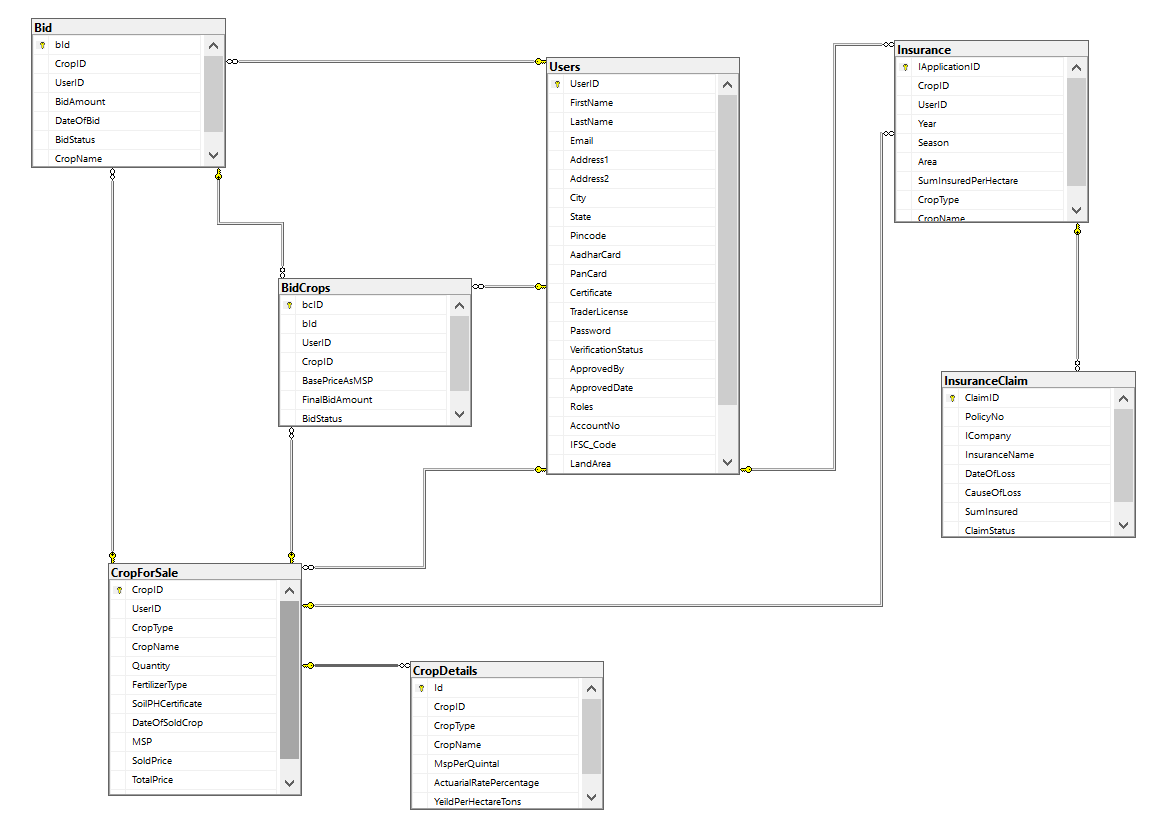 Bid
bId
CropID
UserID
BidAmount
DateOfBid
BidStatus
CropName
Users
UserID
FirstName
LastName
Email
Address1
Address2
City
State
Pincode
AadharCard
PanCard
Certificate
TraderLicense
Password
VerificationStatus
ApprovedBy
ApprovedDate
Roles
AccountNo
IFSC_Code
LandArea
Insurance
IApplicationID
CropID
UserID
Year
Season
Area
SumInsuredPerHectare
CropType
CropName
BidCrops
bcID
bId
UserID
CropID
BasePriceAsMSP
FinalBidAmount
BidStatus
InsuranceClaim
ClaimID
PolicyNo
ICompany
InsuranceName
DateOfLoss
CauseOfLoss
SumInsured
ClaimStatus
CropForSale
CropID
UserID
CropType
CropName
Quantity
FertilizerType
SoilPHCertificate
DateOfSoldCrop
MSP
SoldPrice
TotalPrice
CropDetails
Id
CropID
CropType
CropName
MspPerQuintal
ActuarialRatePercentage
YeildPerHectareTons